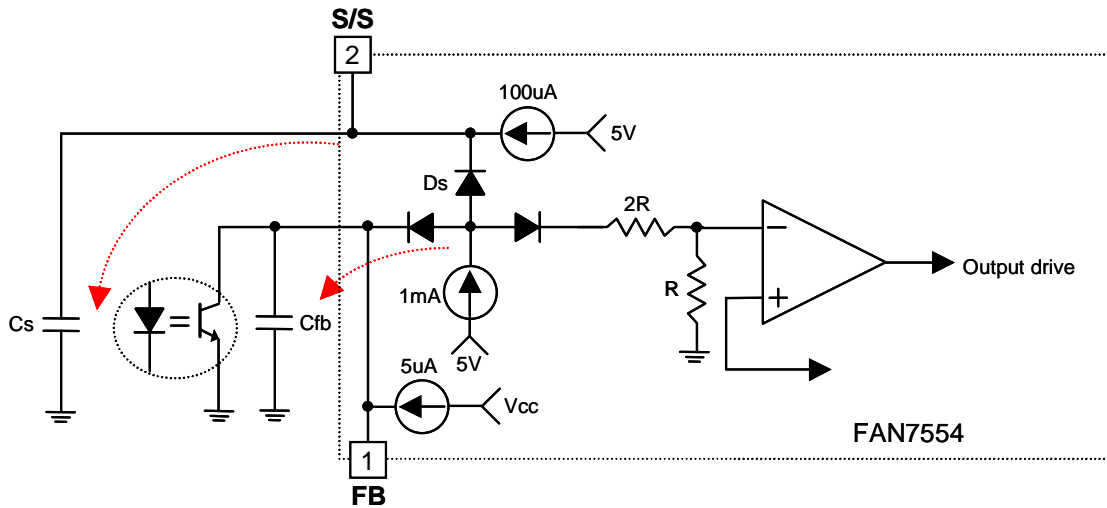 S/S
2
100uA
5V
Ds
2R
−
R
+
Output drive
1mA
5V
Cs
Cfb
5uA
Vcc
1
FB
FAN7554